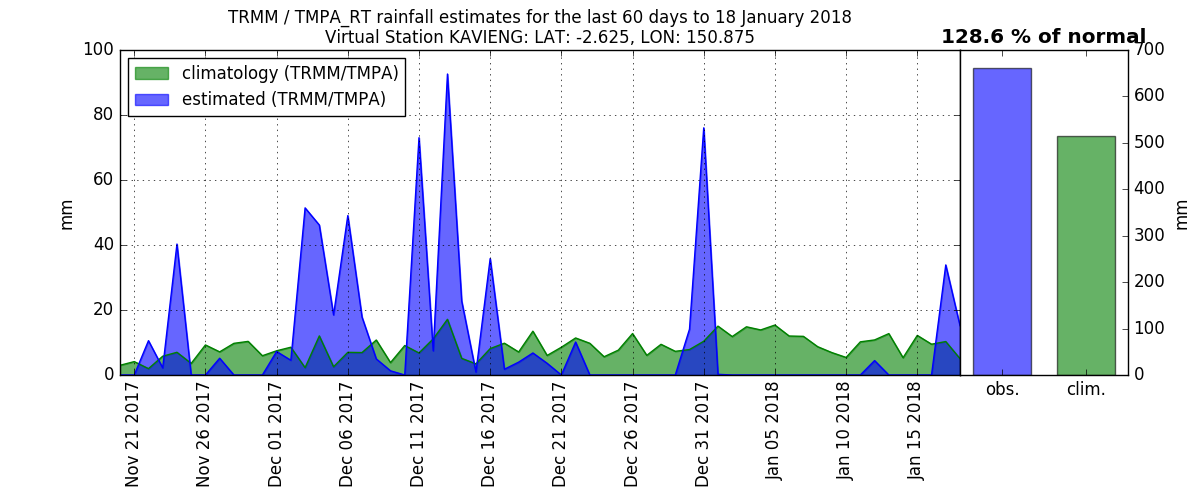 TRMM / TMPA_RT rainfall estimates for the last 60 days to 18 January 2018
Virtual Station KAVIENG: LAT: -2.625, LON: 150.875
128.6 % of normal
climatology (TRMM/TMPA)
estimated (TRMM/TMPA)
100
80
60
40
20
0
mm
700
600
500
400
300
200
100
0
mm
Nov 21 2017
Nov 26 2017
Dec 01 2017
Dec 06 2017
Dec 11 2017
Dec 16 2017
Dec 21 2017
Dec 26 2017
Dec 31 2017
Jan 05 2018
Jan 10 2018
Jan 15 2018
obs.
clim.